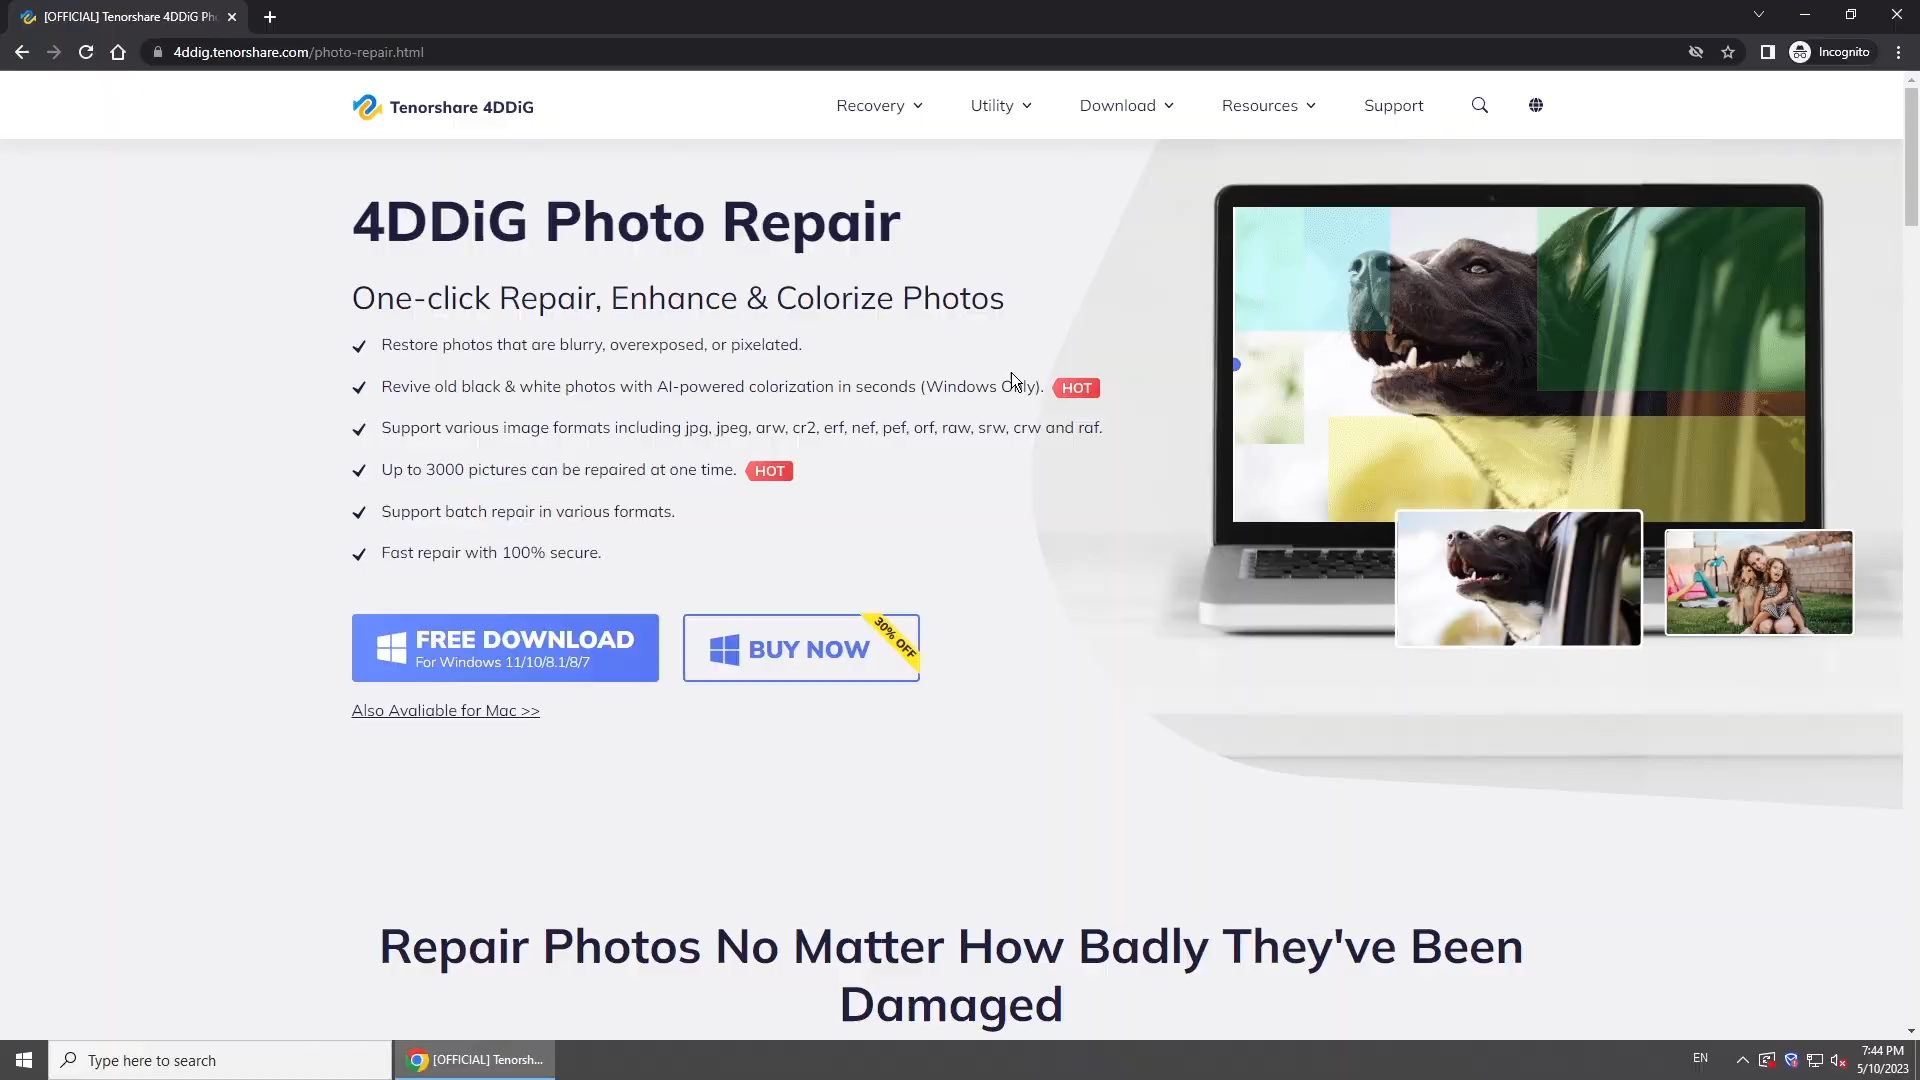 [OFFICIAL] Tenorshare 4DDiG Pho
4ddig.tenorshare.com/photo-repair.html
Incognito
Tenorshare 4DDiG
Recovery
Utility
Download
Resources
Support
4DDiG Photo Repair
One-click Repair, Enhance & Colorize Photos
Restore photos that are blurry, overexposed, or pixelated.
Revive old black & white photos with AI-powered colorization in seconds (Windows Only). HOT
Support various image formats including jpg, jpeg, arw, cr2, erf, nef, pef, orf, raw, srw, crw and raf.
Up to 3000 pictures can be repaired at one time. HOT
Support batch repair in various formats.
Fast repair with 100% secure.
FREE DOWNLOAD
For Windows 11/10/8.1/8/7
BUY NOW
30% OFF
Also Avaliable for Mac >>
Repair Photos No Matter How Badly They've Been
Damaged
Type here to search
[OFFICIAL] Tenorsh...
EN
7:44 PM
5/10/2023